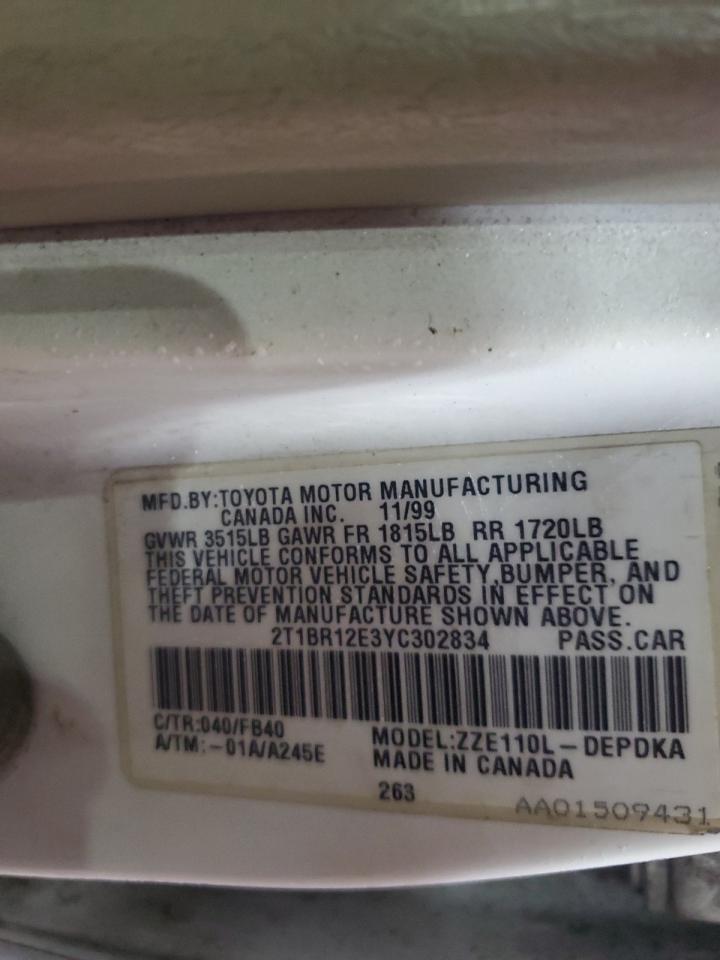 MFD.BY:TOYOTA MOTOR MANUFACTURING
CANADA INC. 11/99
GVWR 3515LB GAWR FR 1815LB RR 1720LB
THIS VEHICLE CONFORMS TO ALL APPLICABLE
FEDERAL MOTOR VEHICLE SAFETY,BUMPER, AND
THEFT PREVENTION STANDARDS IN EFFECT ON
THE DATE OF MANUFACTURE SHOWN ABOVE.
2T1BR12E3YC302834 PASS.CAR
C/TR:040/FB40
A/TM:-01A/A245E
MODEL:ZZE110L-DEPDKA
MADE IN CANADA
263
AA01509431